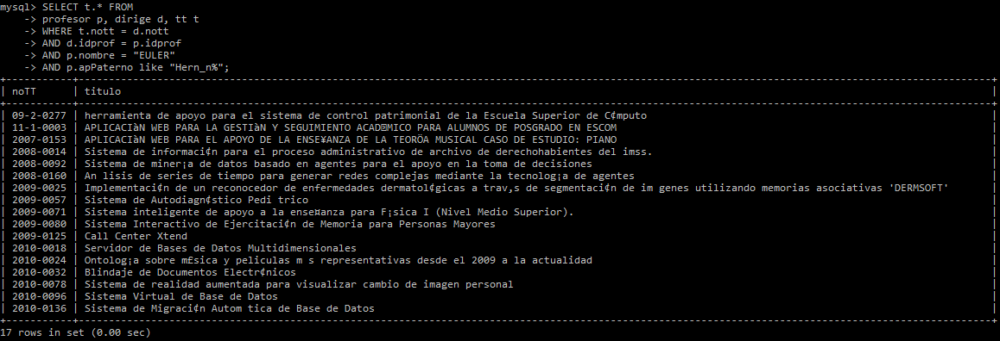 mysql> SELECT t.* FROM
-> profesor p, dirige d, tt t
-> WHERE t.nott = d.nott
-> AND d.idprof = p.idprof
-> AND p.nombre = "EULER"
-> AND p.apPaterno like "Hern_n%";
| noTT | titulo |
| 09-2-0277 | herramienta de apoyo para el sistema de control patrimonial de la Escuela Superior de C¢mputo |
| 11-1-0003 | APLICACIàN WEB PARA LA GESTIàN Y SEGUIMIENTO ACAD�MICO PARA ALUMNOS DE POSGRADO EN ESCOM |
| 2007-0153 | APLICACIàN WEB PARA EL APOYO DE LA ENSE¥ANZA DE LA TEORÖA MUSICAL CASO DE ESTUDIO: PIANO |
| 2008-0014 | Sistema de informaci¢n para el proceso administrativo de archivo de derechohabientes del imss. |
| 2008-0092 | Sistema de miner¡a de datos basado en agentes para el apoyo en la toma de decisiones |
| 2008-0160 | An lisis de series de tiempo para generar redes complejas mediante la tecnolog¡a de agentes |
| 2009-0025 | Implementaci¢n de un reconocedor de enfermedades dermatol¢gicas a trav‚s de segmentaci¢n de im genes utilizando memorias asociativas 'DERMSOFT' |
| 2009-0057 | Sistema de Autodiagn¢stico Pedi trico |
| 2009-0071 | Sistema inteligente de apoyo a la ense¤anza para F¡sica I (Nivel Medio Superior). |
| 2009-0080 | Sistema Interactivo de Ejercitaci¢n de Memoria para Personas Mayores |
| 2009-0125 | Call Center Xtend |
| 2010-0018 | Servidor de Bases de Datos Multidimensionales |
| 2010-0024 | Ontolog¡a sobre m£sica y peliculas m s representativas desde el 2009 a la actualidad |
| 2010-0032 | Blindaje de Documentos Electr¢nicos |
| 2010-0078 | Sistema de realidad aumentada para visualizar cambio de imagen personal |
| 2010-0096 | Sistema Virtual de Base de Datos |
| 2010-0136 | Sistema de Migraci¢n Autom tica de Base de Datos |
17 rows in set (0.00 sec)